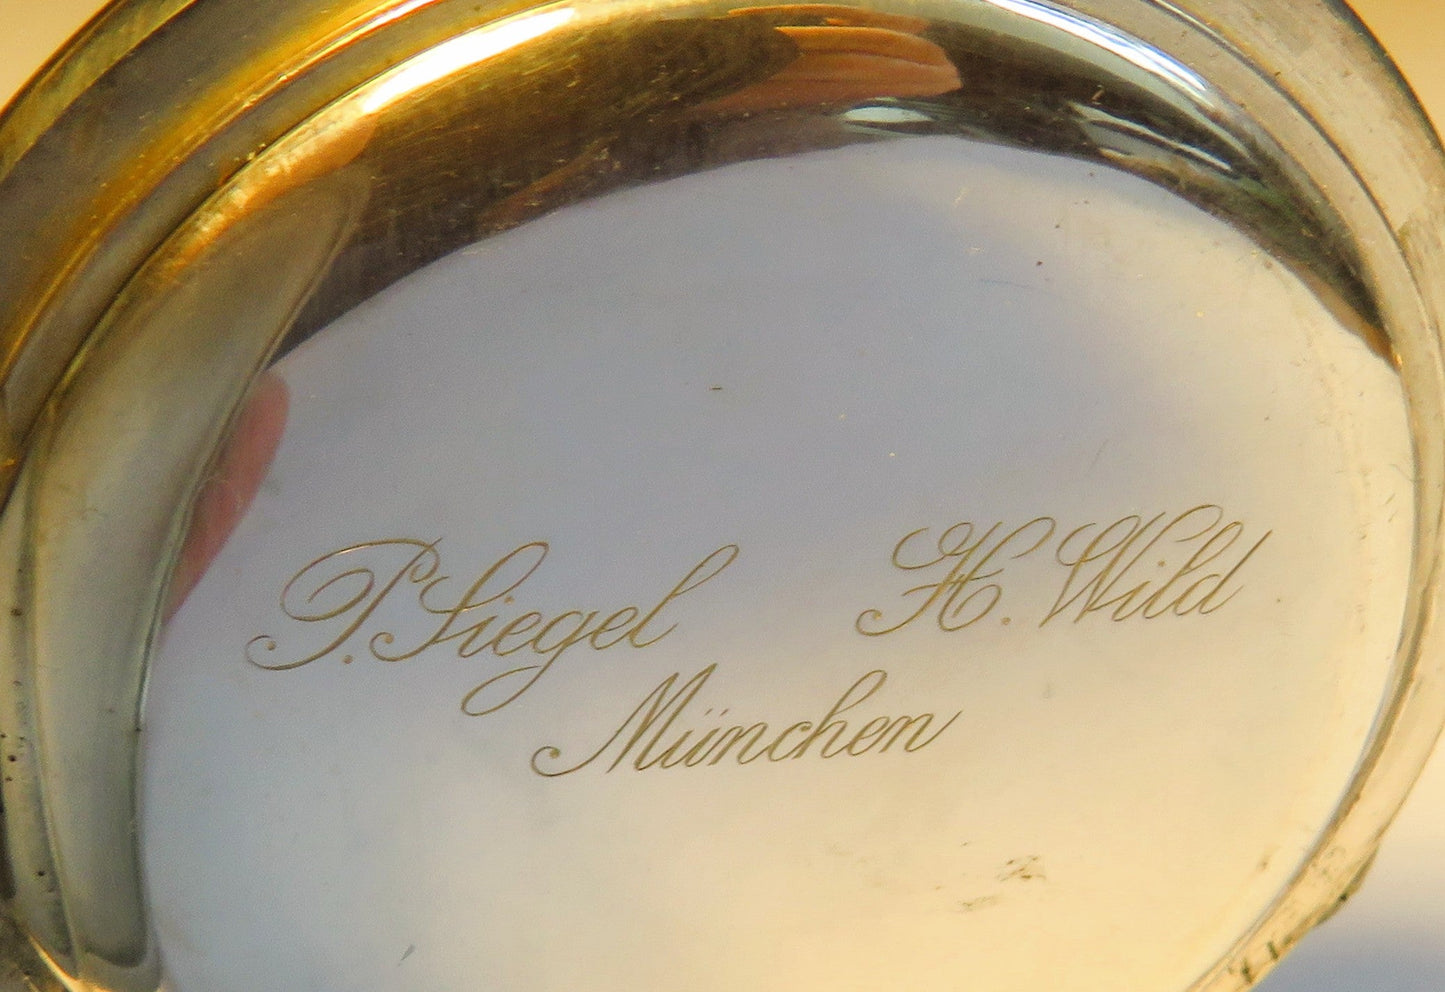 P. Siegel H. Wild
München